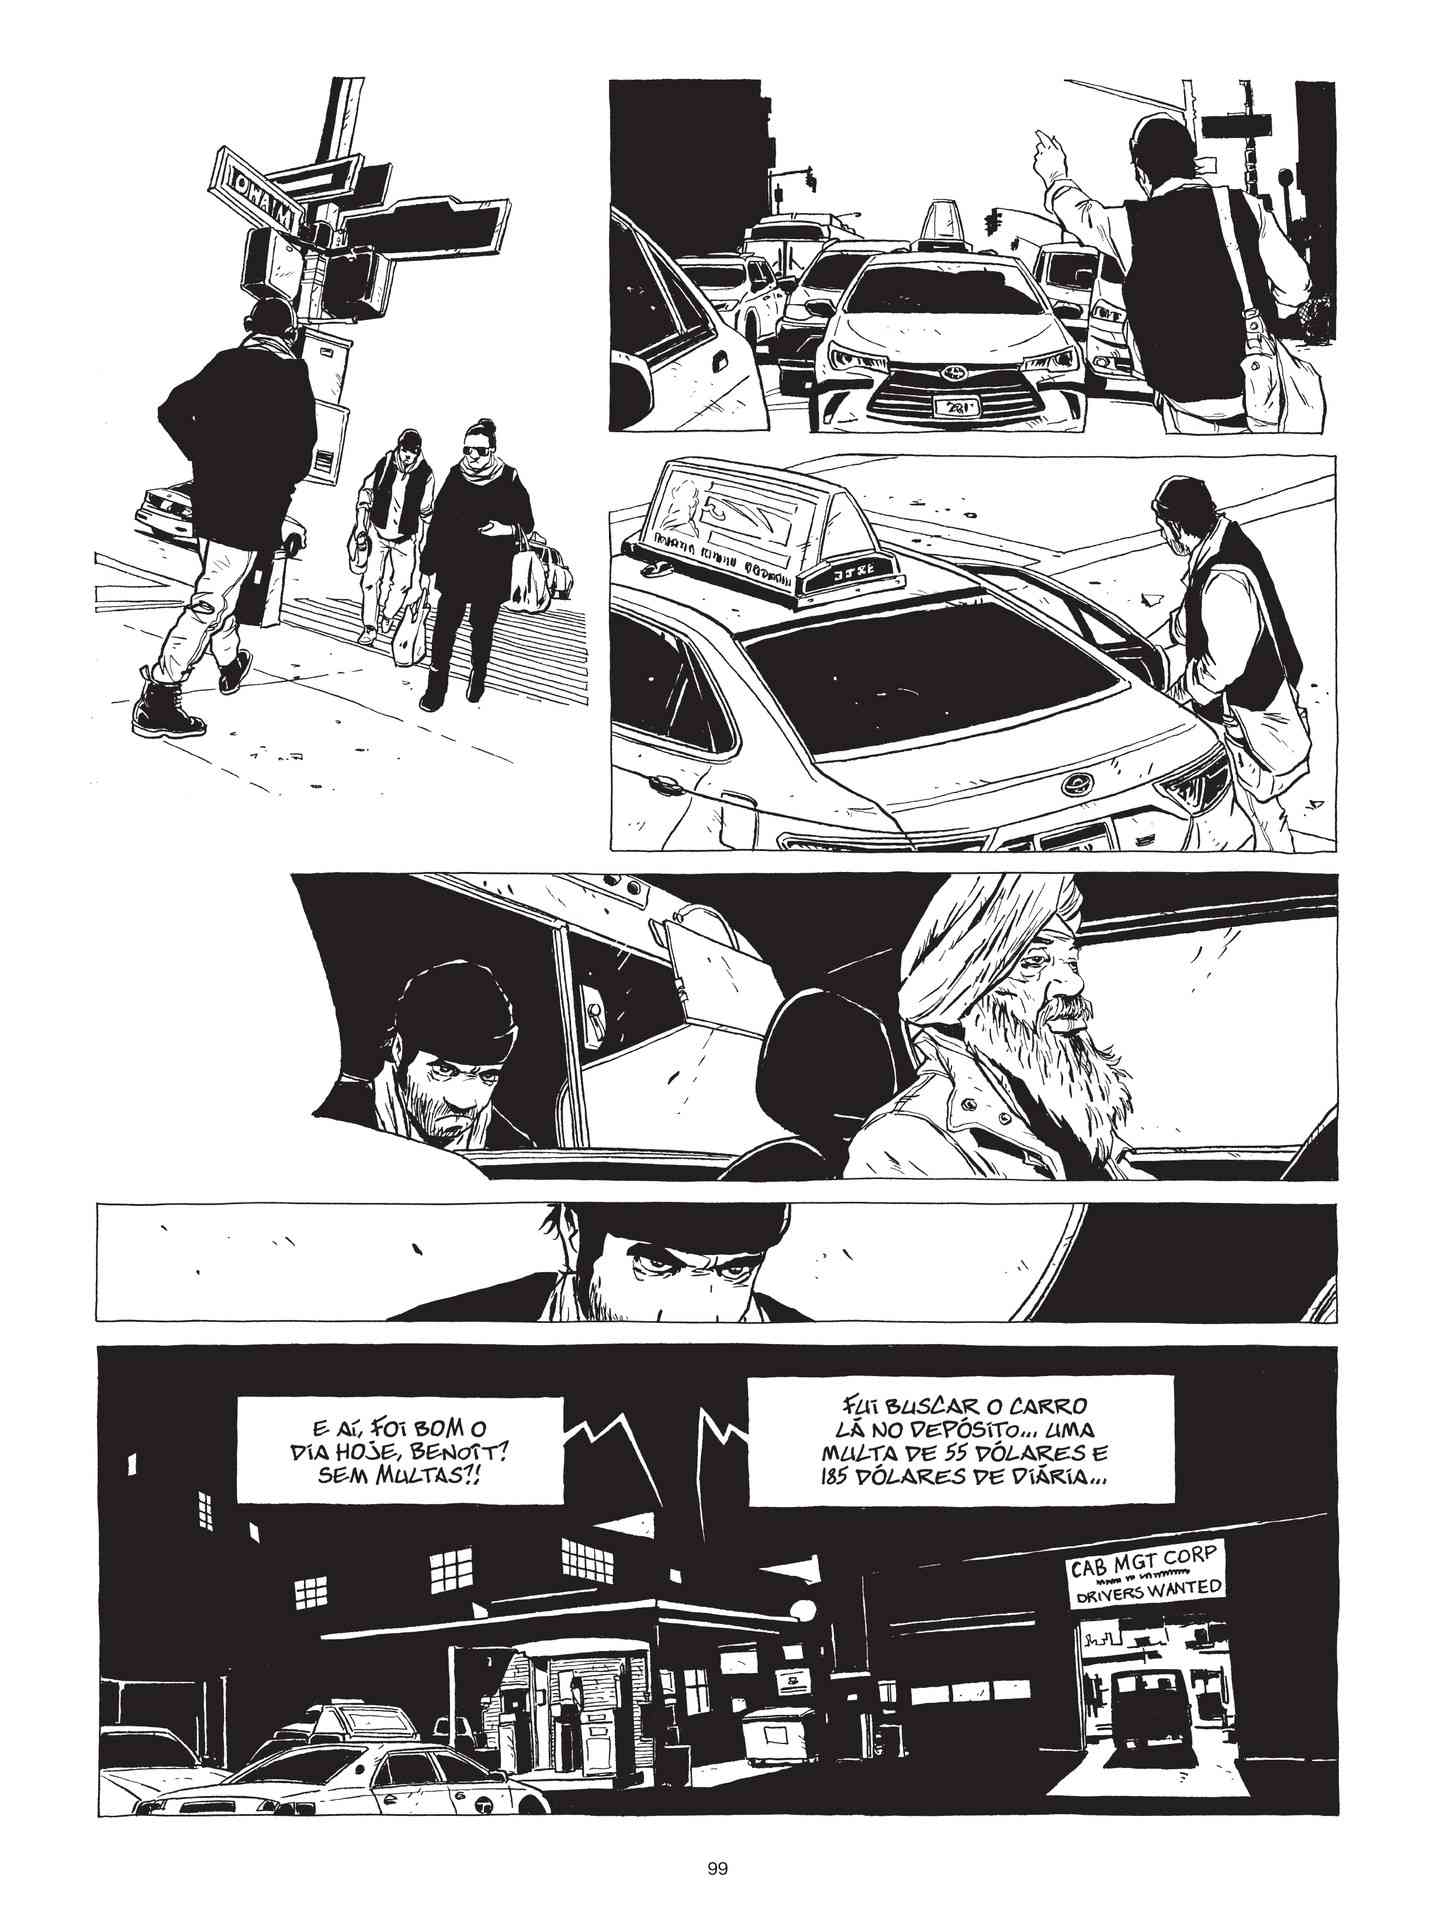 E AÍ, FOI BOM O
DIA HOJE, BENOÎT?
SEM MULTAS?!
FUI BUSCAR O CARRO
LÁ NO DEPÓSITO... UMA
MULTA DE 55 DÓLARES E
185 DÓLARES DE DIÁRIA...
CAB MGT CORP
DRIVERS WANTED
99